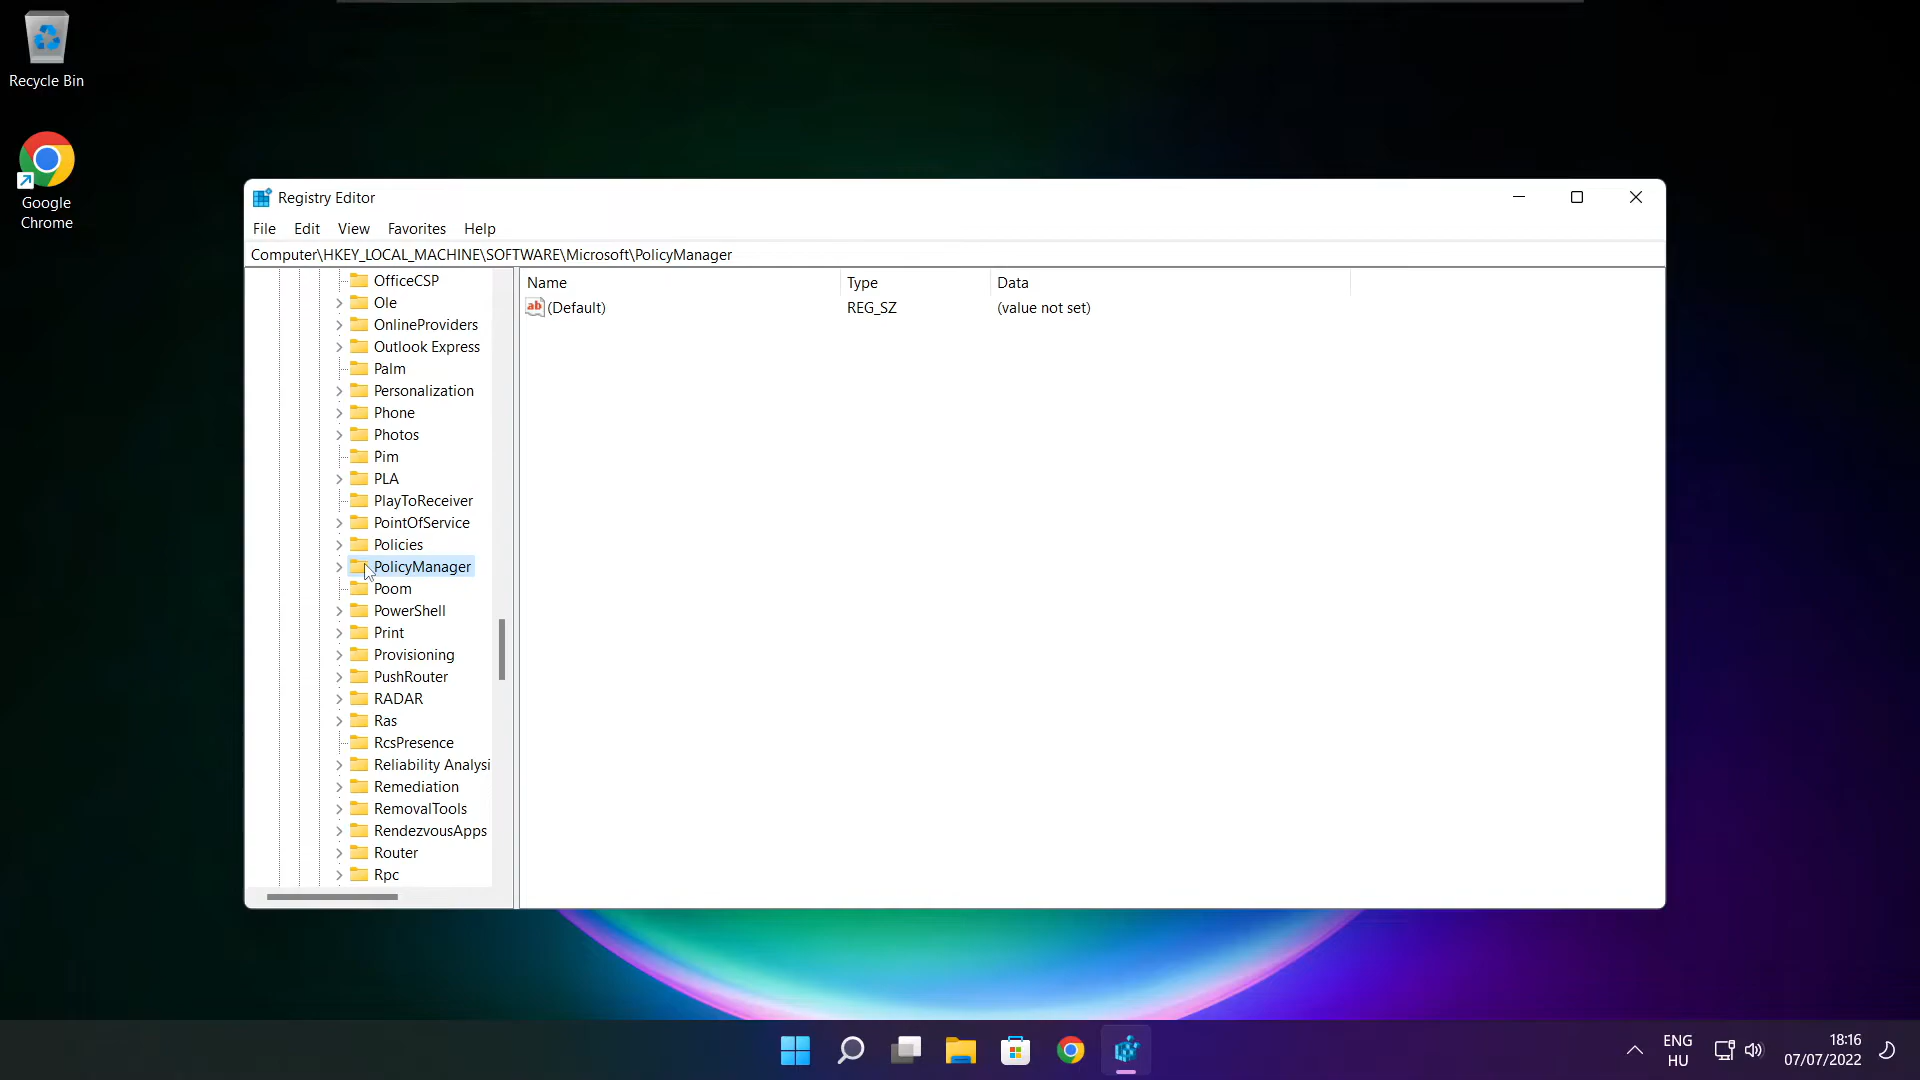 Recycle Bin
Google
Chrome
Registry Editor
File Edit View Favorites Help
Computer\HKEY_LOCAL_MACHINE\SOFTWARE\Microsoft\PolicyManager
OfficeCSP
Ole
OnlineProviders
Outlook Express
Palm
Personalization
Phone
Photos
Pim
PLA
PlayToReceiver
PointOfService
Policies
PolicyManager
Poom
PowerShell
Print
Provisioning
PushRouter
RADAR
Ras
RcsPresence
Reliability Analysi
Remediation
RemovalTools
RendezvousApps
Router
Rpc
Name Type Data
ab (Default) REG_SZ (value not set)
ENG
HU
18:16
07/07/2022